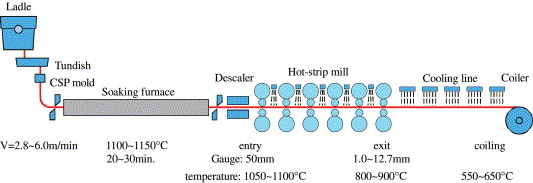 Ladle
Tundish
CSP mold
Soaking furnace
Descaler
Hot-strip mill
Cooling line
Coiler
V=2.8~6.0m/min
1100~1150°C
20~30min.
entry
exit
coiling
Gauge: 50mm
1.0~12.7mm
temperature: 1050~1100°C
800~900°C
550~650°C